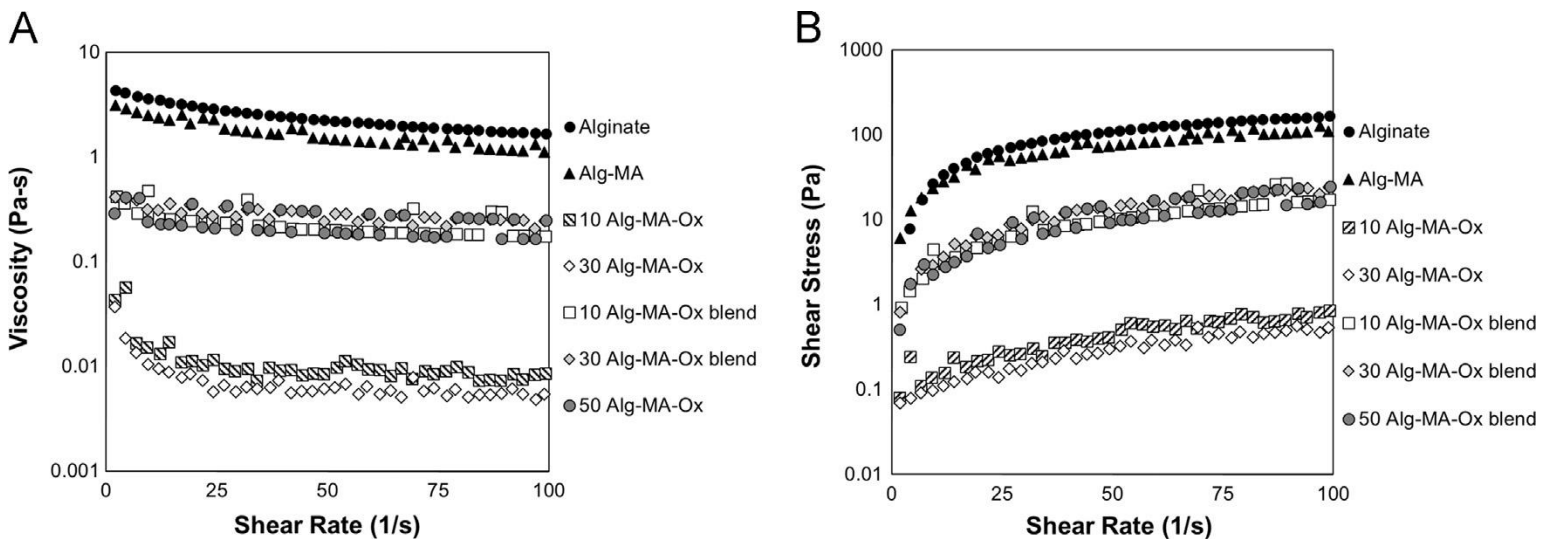 A
10
1
0.1
0.01
0.001
Viscosity (Pa-s)
0
25
50
75
100
Shear Rate (1/s)
Alginate
Alg-MA
10 Alg-MA-Ox
30 Alg-MA-Ox
10 Alg-MA-Ox blend
30 Alg-MA-Ox blend
50 Alg-MA-Ox
B
1000
100
10
1
0.1
0.01
Shear Stress (Pa)
0
25
50
75
100
Shear Rate (1/s)
Alginate
Alg-MA
10 Alg-MA-Ox
30 Alg-MA-Ox
10 Alg-MA-Ox blend
30 Alg-MA-Ox blend
50 Alg-MA-Ox blend